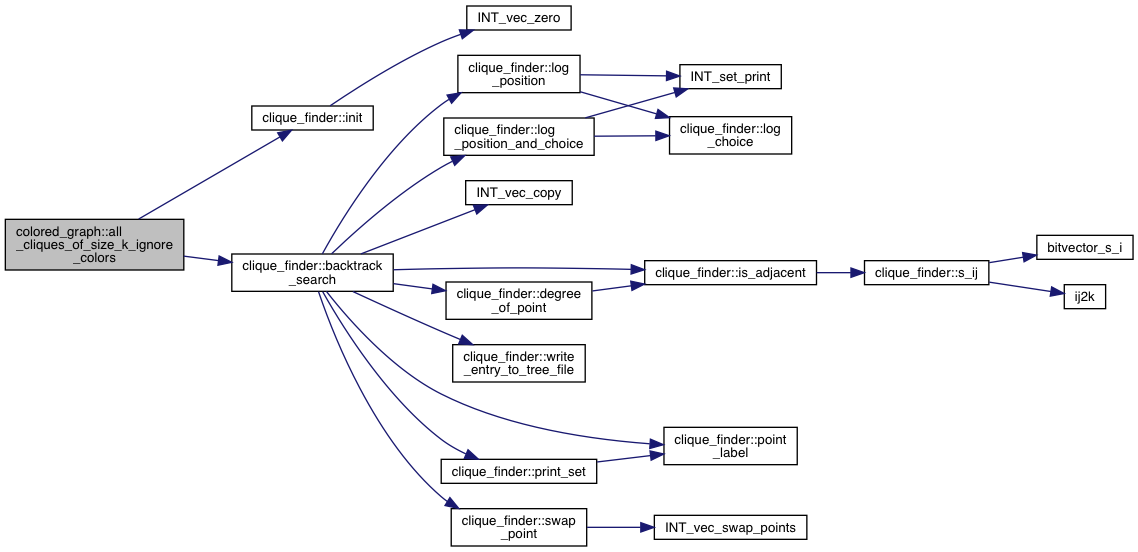 INT_vec_zero
clique_finder::log
_position
INT_set_print
clique_finder::init
clique_finder::log
_position_and_choice
clique_finder::log
_choice
INT_vec_copy
colored_graph::all
_cliques_of_size_k_ignore
_colors
clique_finder::backtrack
_search
clique_finder::is_adjacent
clique_finder::s_ij
bitvector_s_i
clique_finder::degree
_of_point
ij2k
clique_finder::write
_entry_to_tree_file
clique_finder::point
_label
clique_finder::print_set
clique_finder::swap
_point
INT_vec_swap_points